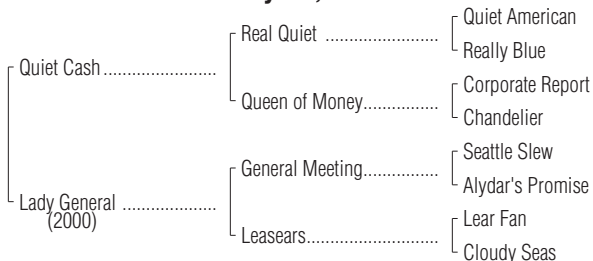 Quiet American
Real Quiet ..................
Really Blue
Quiet Cash ......................
Corporate Report
Queen of Money...............
Chandelier
Seattle Slew
General Meeting...............
Alydar's Promise
Lady General ..................
(2000)
Lear Fan
Leasears..........................
Cloudy Seas